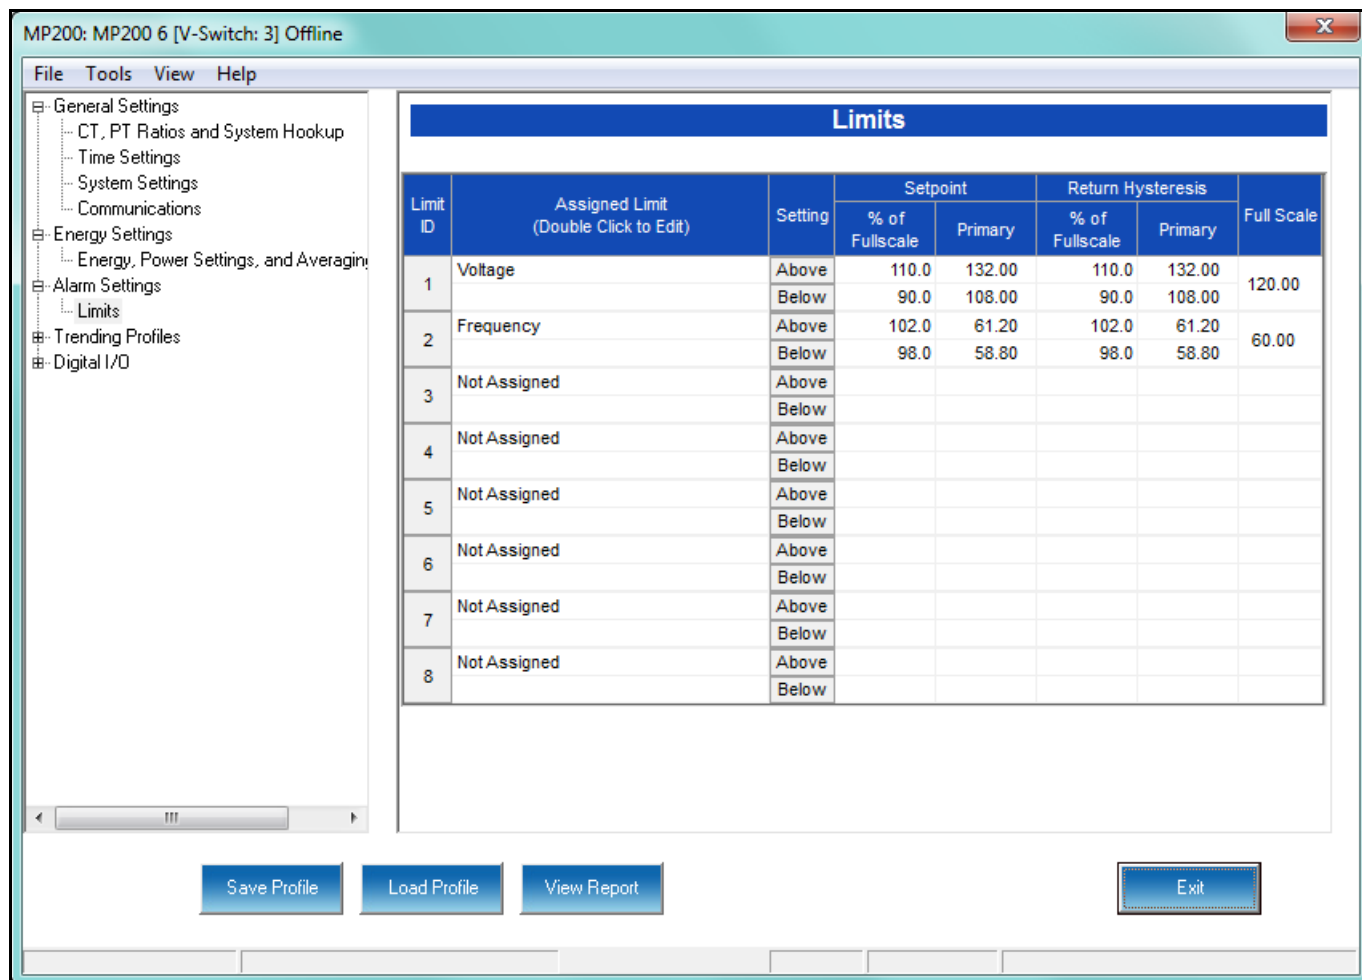 MP200: MP200 6 [V-Switch: 3] Offline
File Tools View Help
General Settings
CT, PT Ratios and System Hookup
Time Settings
System Settings
Communications
Energy Settings
Energy, Power Settings, and Averaging
Alarm Settings
Limits
Trending Profiles
Digital I/O
Limits
Limit ID
Assigned Limit
(Double Click to Edit)
Setting
Setpoint
Return Hysteresis
Full Scale
% of Fullscale
Primary
% of Fullscale
Primary
1 Voltage Above 110.0 132.00 110.0 132.00 120.00
Below 90.0 108.00 90.0 108.00
2 Frequency Above 102.0 61.20 102.0 61.20 60.00
Below 98.0 58.80 98.0 58.80
3 Not Assigned Above
Below
4 Not Assigned Above
Below
5 Not Assigned Above
Below
6 Not Assigned Above
Below
7 Not Assigned Above
Below
8 Not Assigned Above
Below
Save Profile Load Profile View Report Exit